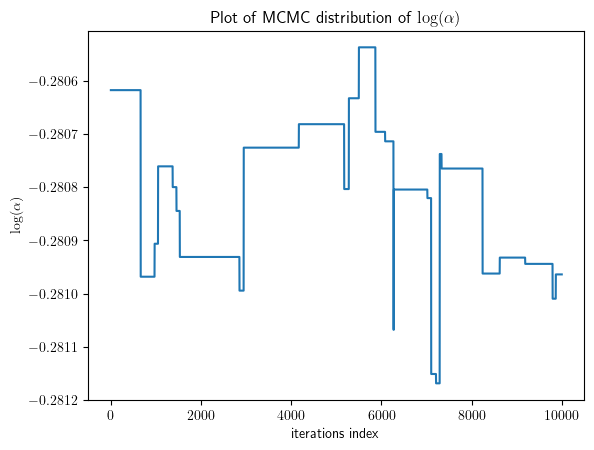 Plot of MCMC distribution of log(α)
−0.2806
−0.2807
−0.2808
−0.2809
−0.2810
−0.2811
−0.2812
log(α)
0 2000 4000 6000 8000 10000
iterations index